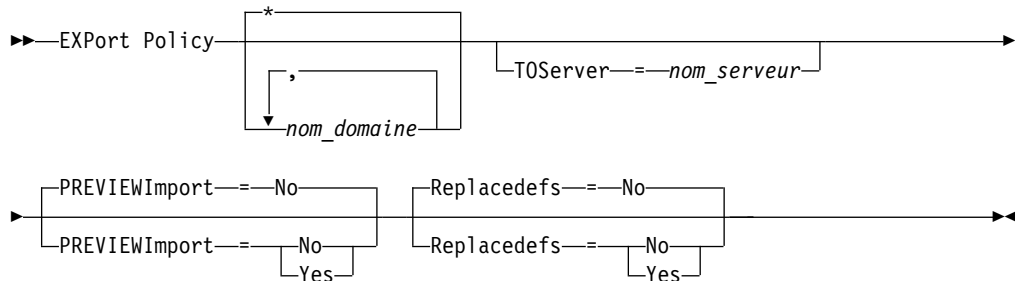 *
EXPort Policy
,
nom_domaine
TOServer = nom_serveur
PREVIEWImport = No
PREVIEWImport = No
Yes
Replacedefs = No
Replacedefs = No
Yes